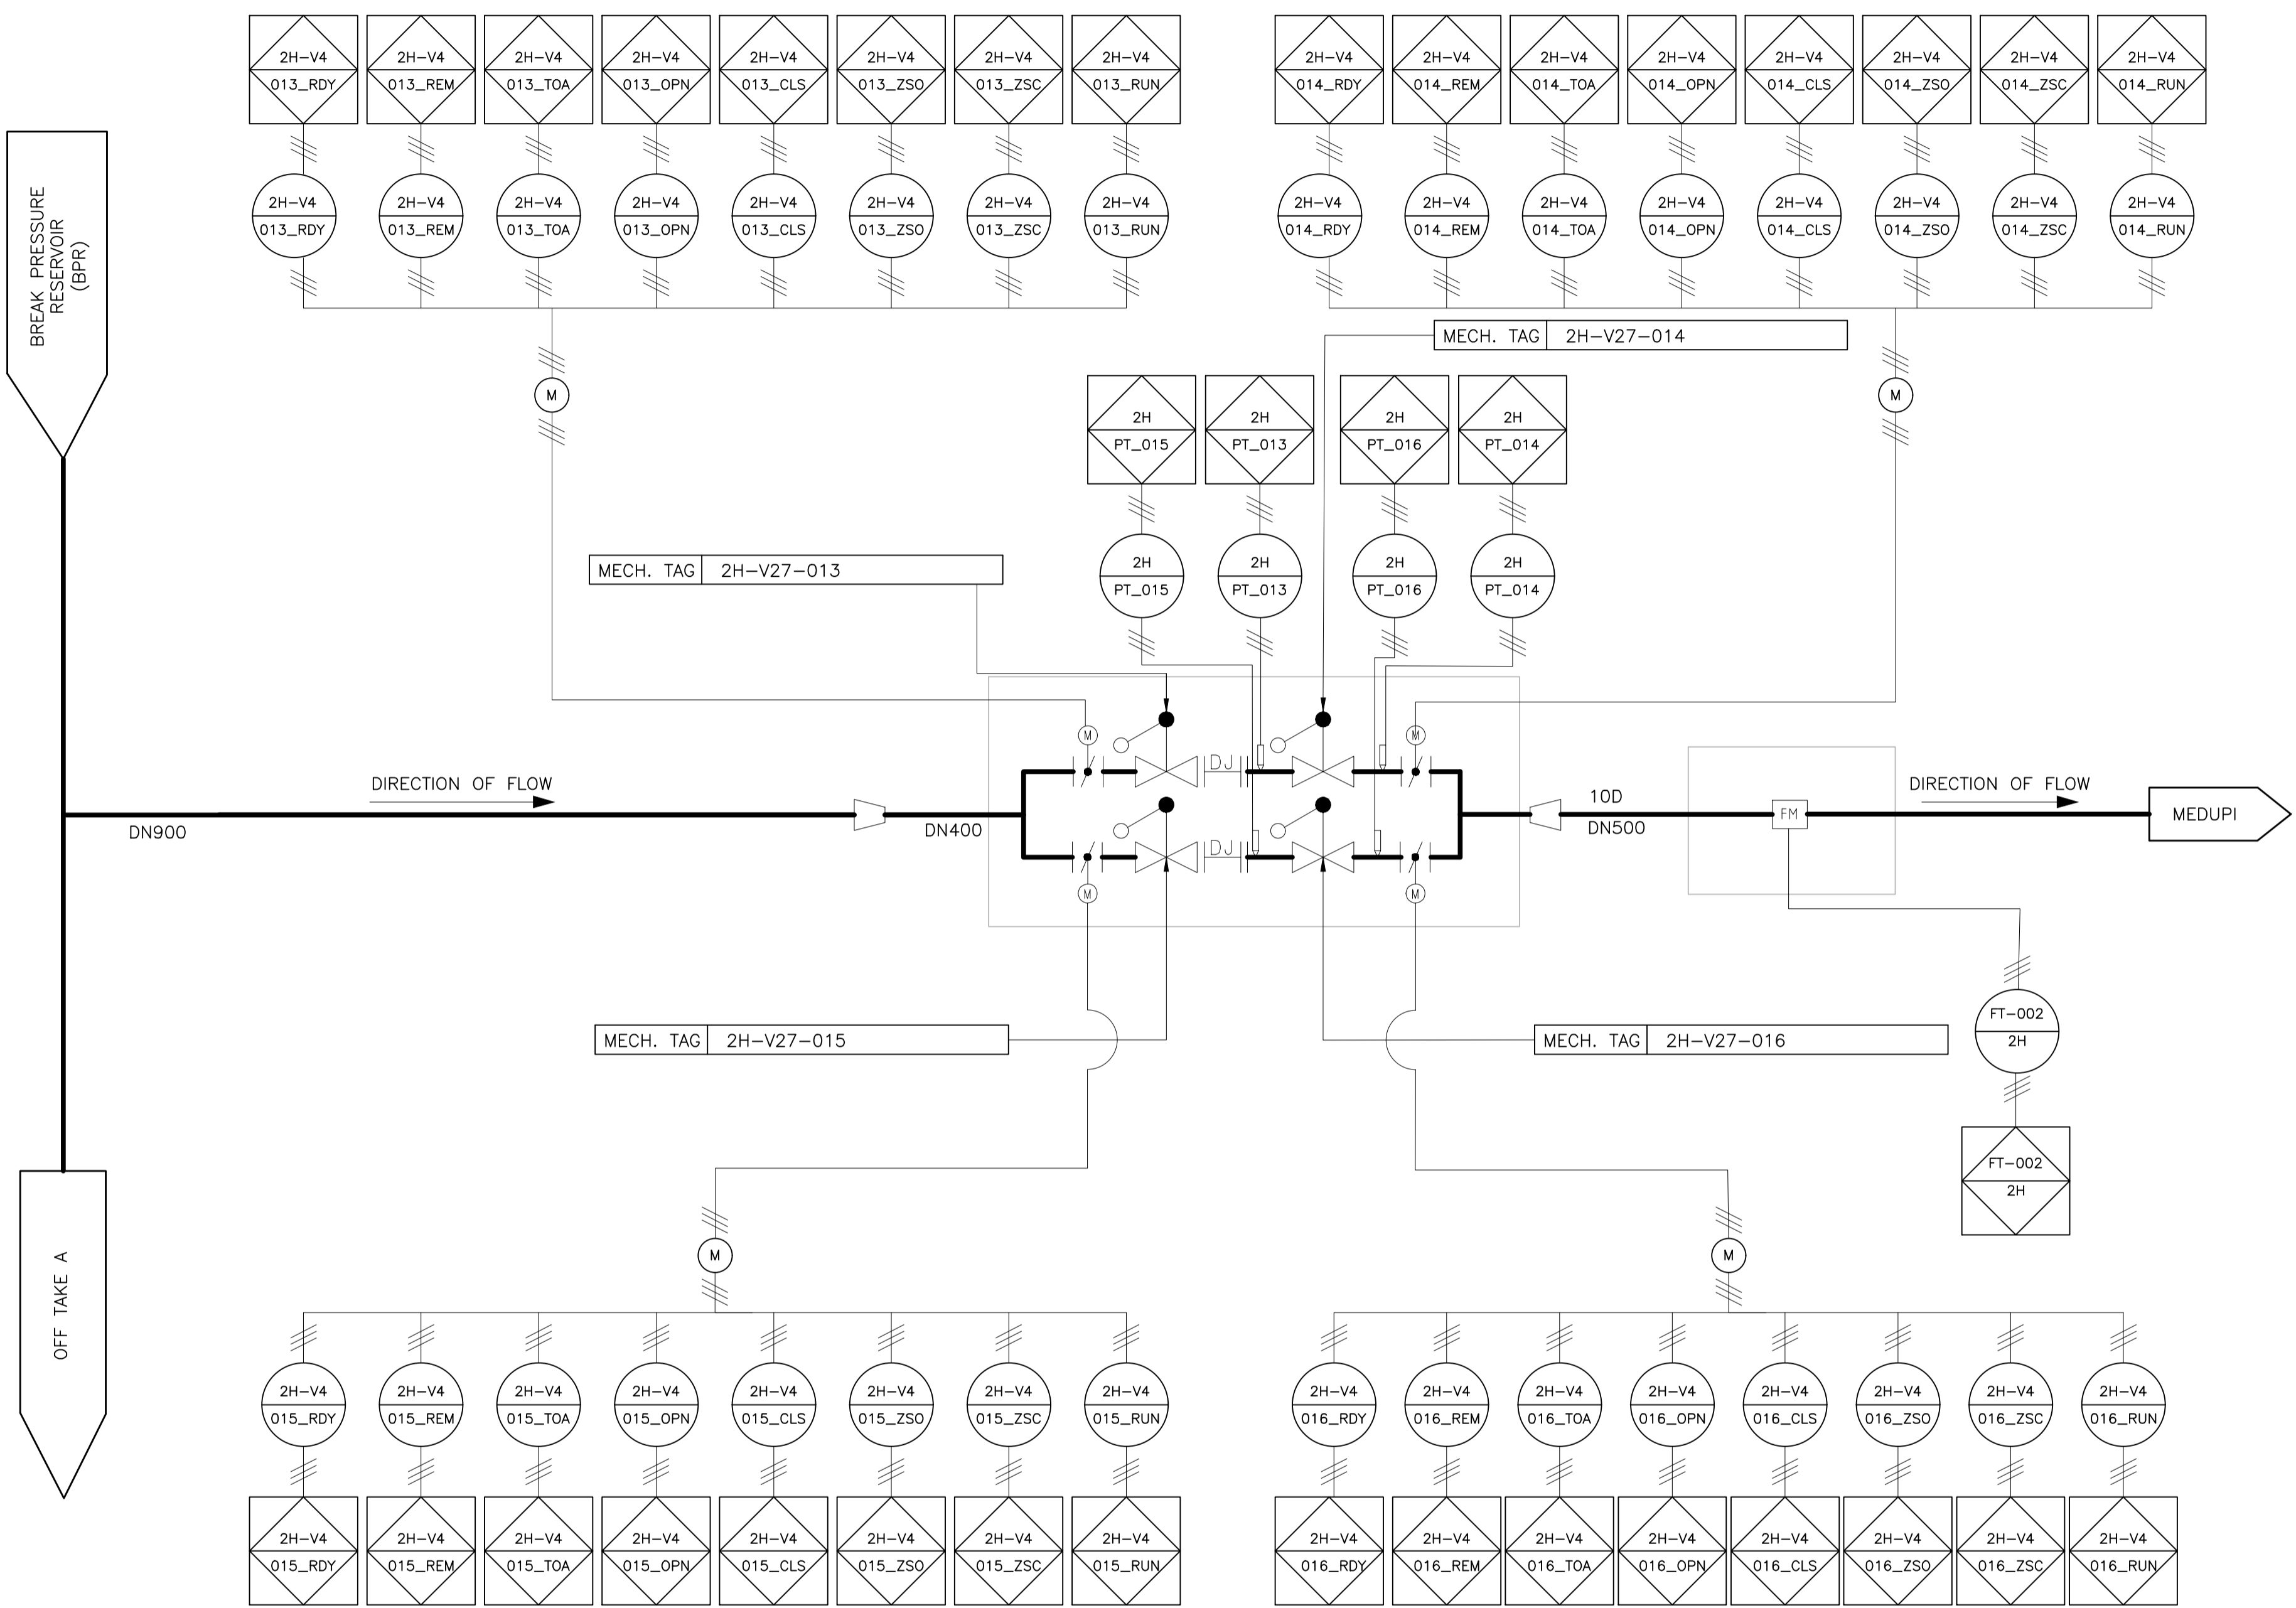 2H-V4
013_RDY
2H-V4
013_REM
2H-V4
013_TOA
2H-V4
013_OPN
2H-V4
013_CLS
2H-V4
013_ZSO
2H-V4
013_ZSC
2H-V4
013_RUN
2H-V4
014_RDY
2H-V4
014_REM
2H-V4
014_TOA
2H-V4
014_OPN
2H-V4
014_CLS
2H-V4
014_ZSO
2H-V4
014_ZSC
2H-V4
014_RUN
BREAK PRESSURE
RESERVOIR
(BPR)
2H-V4
013_RDY
2H-V4
013_REM
2H-V4
013_TOA
2H-V4
013_OPN
2H-V4
013_CLS
2H-V4
013_ZSO
2H-V4
013_ZSC
2H-V4
013_RUN
2H-V4
014_RDY
2H-V4
014_REM
2H-V4
014_TOA
2H-V4
014_OPN
2H-V4
014_CLS
2H-V4
014_ZSO
2H-V4
014_ZSC
2H-V4
014_RUN
MECH. TAG 2H-V27-014
M
M
2H
PT_015
2H
PT_013
2H
PT_016
2H
PT_014
MECH. TAG 2H-V27-013
2H
PT_015
2H
PT_013
2H
PT_016
2H
PT_014
M
M
DJ
DIRECTION OF FLOW
DN900
DN400
DJ
10D
DN500
FM
DIRECTION OF FLOW
MEDUPI
M
M
MECH. TAG 2H-V27-015
MECH. TAG 2H-V27-016
FT-002
2H
FT-002
2H
OFF TAKE A
M
M
2H-V4
015_RDY
2H-V4
015_REM
2H-V4
015_TOA
2H-V4
015_OPN
2H-V4
015_CLS
2H-V4
015_ZSO
2H-V4
015_ZSC
2H-V4
015_RUN
2H-V4
016_RDY
2H-V4
016_REM
2H-V4
016_TOA
2H-V4
016_OPN
2H-V4
016_CLS
2H-V4
016_ZSO
2H-V4
016_ZSC
2H-V4
016_RUN
2H-V4
015_RDY
2H-V4
015_REM
2H-V4
015_TOA
2H-V4
015_OPN
2H-V4
015_CLS
2H-V4
015_ZSO
2H-V4
015_ZSC
2H-V4
015_RUN
2H-V4
016_RDY
2H-V4
016_REM
2H-V4
016_TOA
2H-V4
016_OPN
2H-V4
016_CLS
2H-V4
016_ZSO
2H-V4
016_ZSC
2H-V4
016_RUN